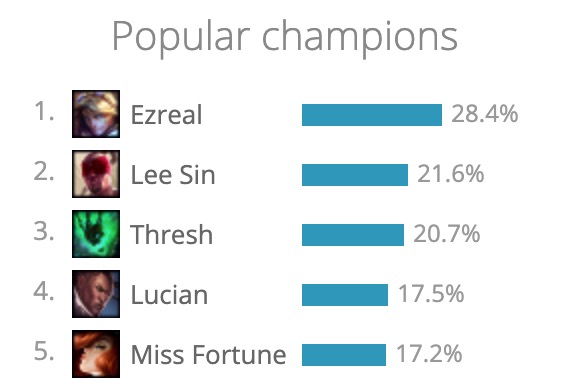 Popular champions
1. Ezreal 28.4%
2. Lee Sin 21.6%
3. Thresh 20.7%
4. Lucian 17.5%
5. Miss Fortune 17.2%